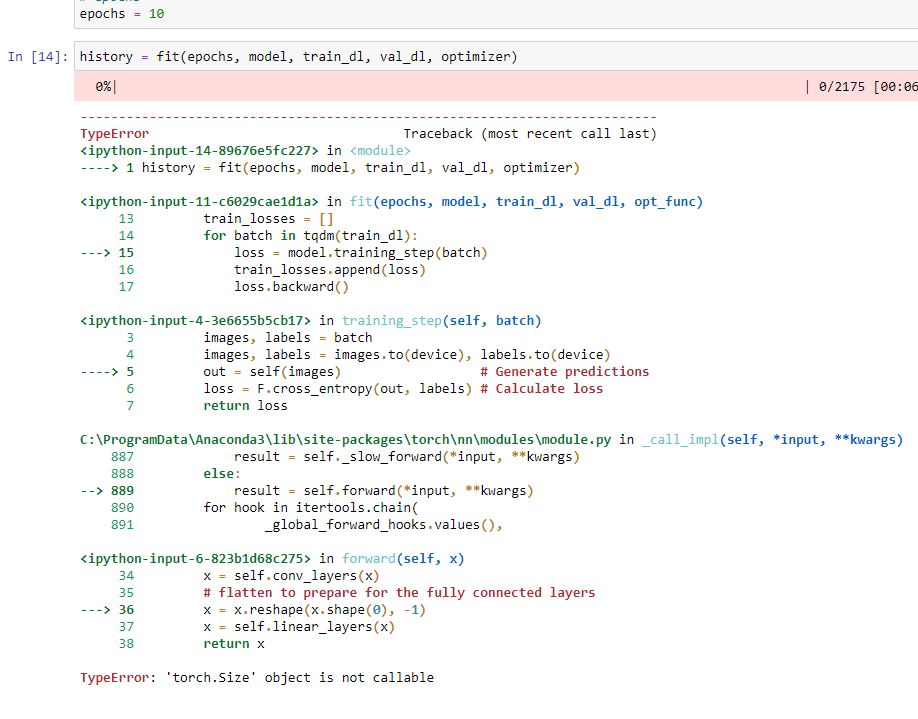 epochs = 10
In [14]: history = fit(epochs, model, train_dl, val_dl, optimizer)
0%| | 0/2175 [00:06
---------------------------------------------------------------------------
TypeError Traceback (most recent call last)
<ipython-input-14-89676e5fc227> in <module>
----> 1 history = fit(epochs, model, train_dl, val_dl, optimizer)
<ipython-input-11-c6029cae1d1a> in fit(epochs, model, train_dl, val_dl, opt_func)
13 train_losses = []
14 for batch in tqdm(train_dl):
---> 15 loss = model.training_step(batch)
16 train_losses.append(loss)
17 loss.backward()
<ipython-input-4-3e6655b5cb17> in training_step(self, batch)
3 images, labels = batch
4 images, labels = images.to(device), labels.to(device)
----> 5 out = self(images) # Generate predictions
6 loss = F.cross_entropy(out, labels) # Calculate loss
7 return loss
C:\ProgramData\Anaconda3\lib\site-packages\torch\nn\modules\module.py in _call_impl(self, *input, **kwargs)
887 result = self._slow_forward(*input, **kwargs)
888 else:
--> 889 result = self.forward(*input, **kwargs)
890 for hook in itertools.chain(
891 _global_forward_hooks.values(),
<ipython-input-6-823b1d68c275> in forward(self, x)
34 x = self.conv_layers(x)
35 # flatten to prepare for the fully connected layers
---> 36 x = x.reshape(x.shape(0), -1)
37 x = self.linear_layers(x)
38 return x
TypeError: 'torch.Size' object is not callable